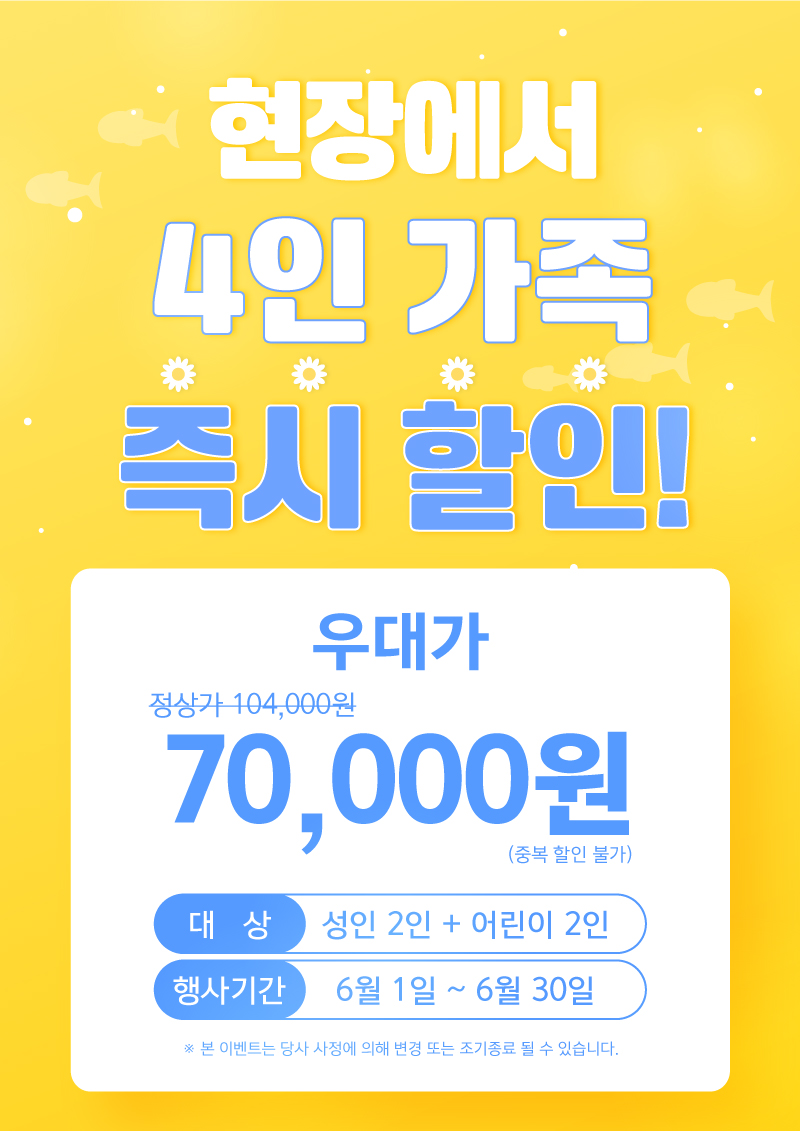 현장에서
4인 가족
즉시 할인!
우대가
정상가 104,000원
70,000원
(중복 할인 불가)
대 상 성인 2인 + 어린이 2인
행사기간 6월 1일 ~ 6월 30일
※ 본 이벤트는 당사 사정에 의해 변경 또는 조기종료 될 수 있습니다.